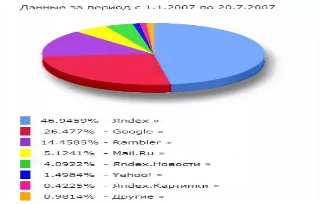 Данные за период с 1.1.2007 по 20.7.2007
46.9459% - Яndex »
26.477% - Google »
14.4585% - Rambler »
5.1241% - Mail.Ru »
4.0922% - Яndex.Новости »
1.4984% - Yahoo! »
0.4225% - Яndex.Картинки »
0.9814% - Другие »